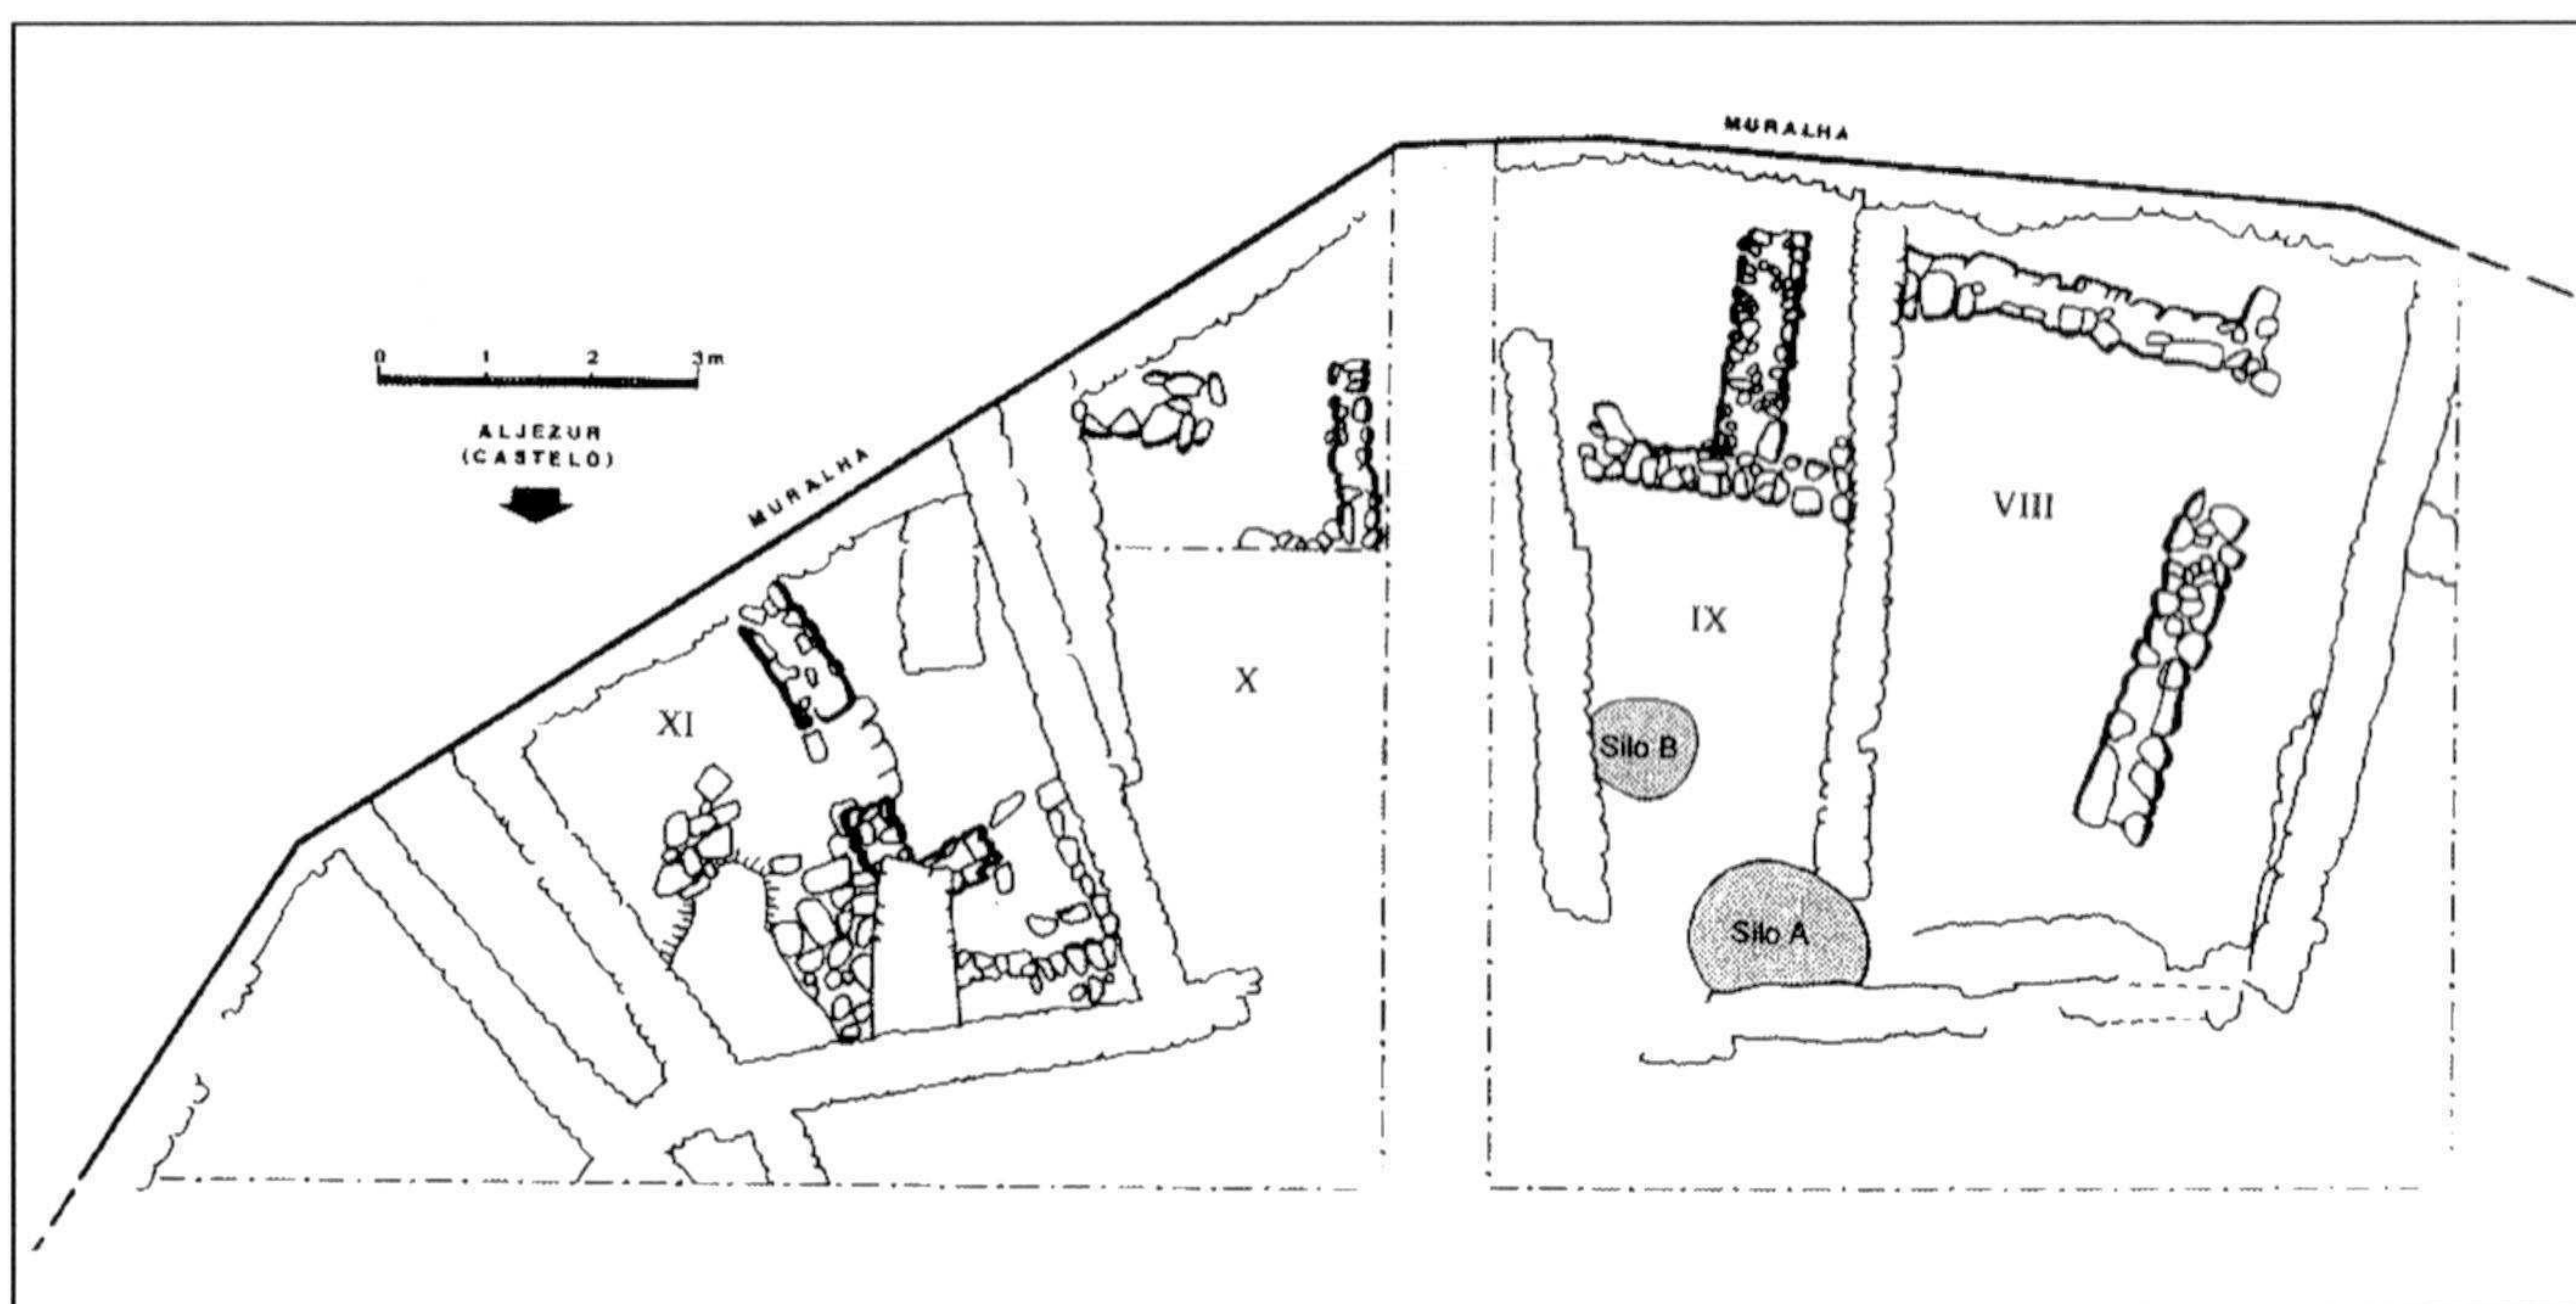 MURALHA
0 1 2 3m
ALJEZUR
(CASTELO)
MURALHA
VIII
IX
X
XI
Silo B
Silo A